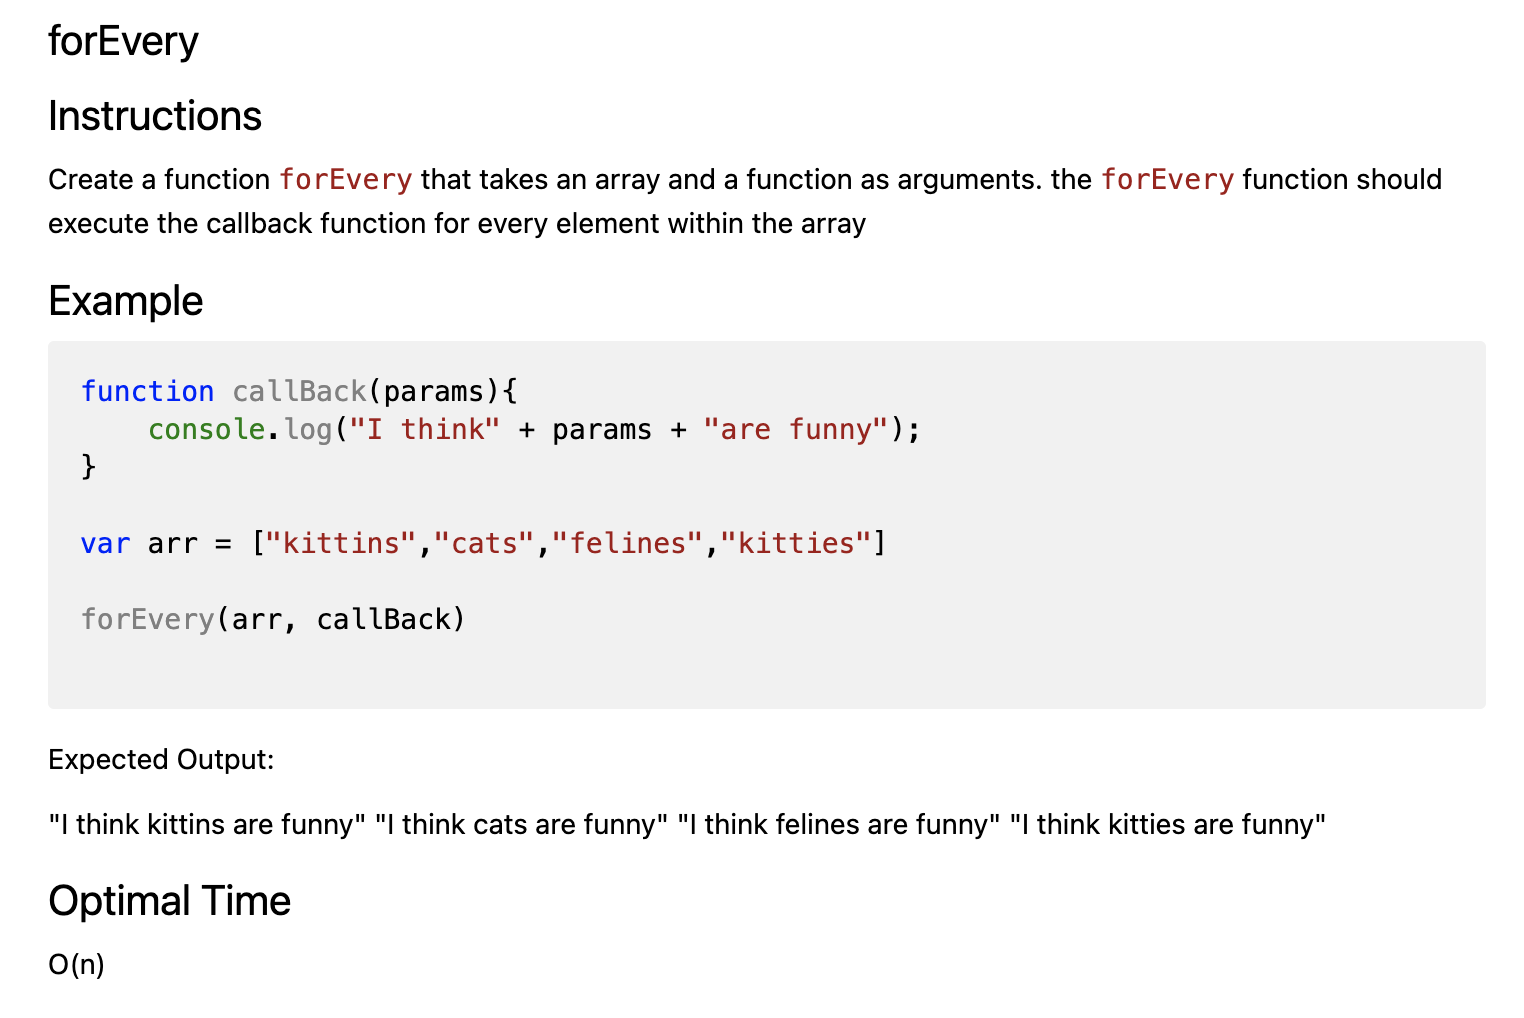 forEvery
Instructions
Create a function forEvery that takes an array and a function as arguments. the forEvery function should
execute the callback function for every element within the array
Example
function callBack(params){
    console.log("I think" + params + "are funny");
}
var arr = ["kittins","cats","felines","kitties"]
forEvery(arr, callBack)
Expected Output:
"I think kittins are funny" "I think cats are funny" "I think felines are funny" "I think kitties are funny"
Optimal Time
O(n)